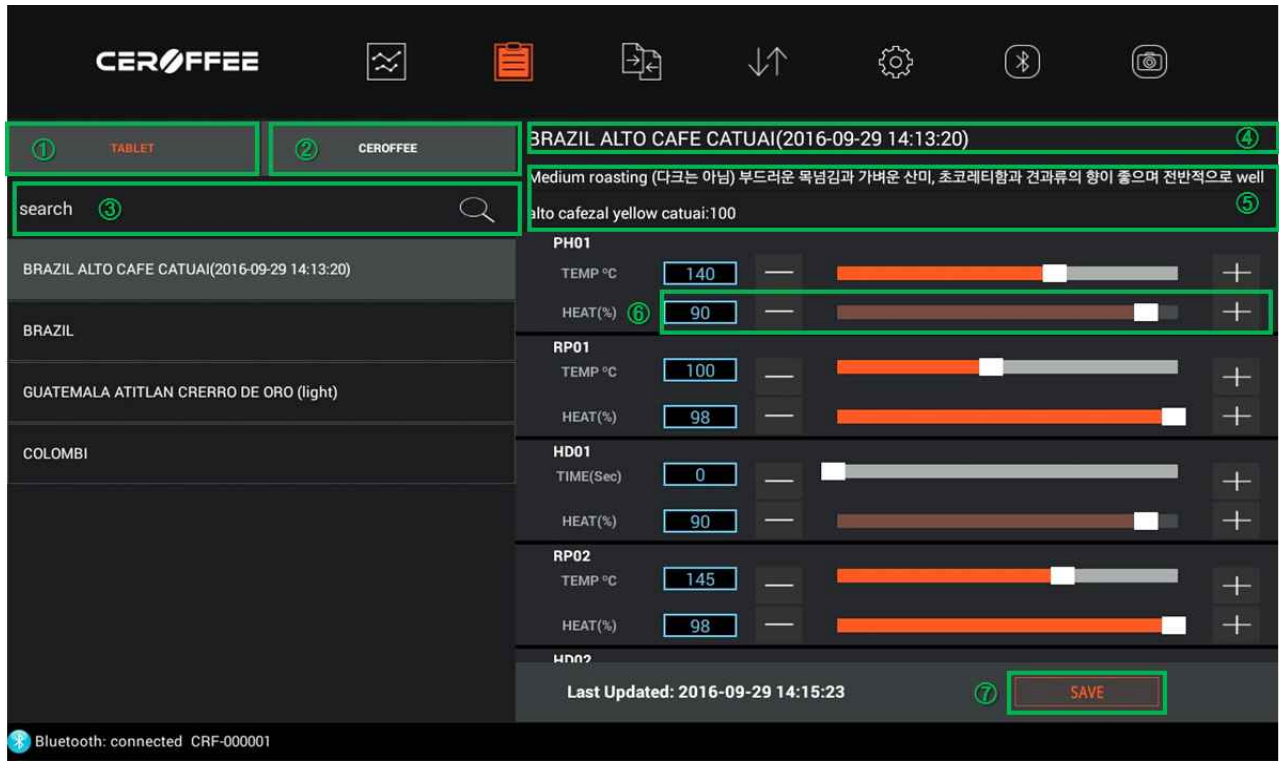 CERØFFEE
① TABLET
② CEROFFEE
search ③
BRAZIL ALTO CAFE CATUAI(2016-09-29 14:13:20)
BRAZIL
GUATEMALA ATITLAN CRERRO DE ORO (light)
COLOMBI
BRAZIL ALTO CAFE CATUAI(2016-09-29 14:13:20) ④
Medium roasting (다크는 아님) 부드러운 목넘김과 가벼운 산미, 초코레티함과 견과류의 향이 좋으며 전반적으로 well
alto cafezal yellow catuai:100 ⑤
PH01
TEMP ºC 140
HEAT(%) ⑥ 90
RP01
TEMP ºC 100
HEAT(%) 98
HD01
TIME(Sec) 0
HEAT(%) 90
RP02
TEMP ºC 145
HEAT(%) 98
HD02
Last Updated: 2016-09-29 14:15:23 ⑦ SAVE
Bluetooth: connected CRF-000001